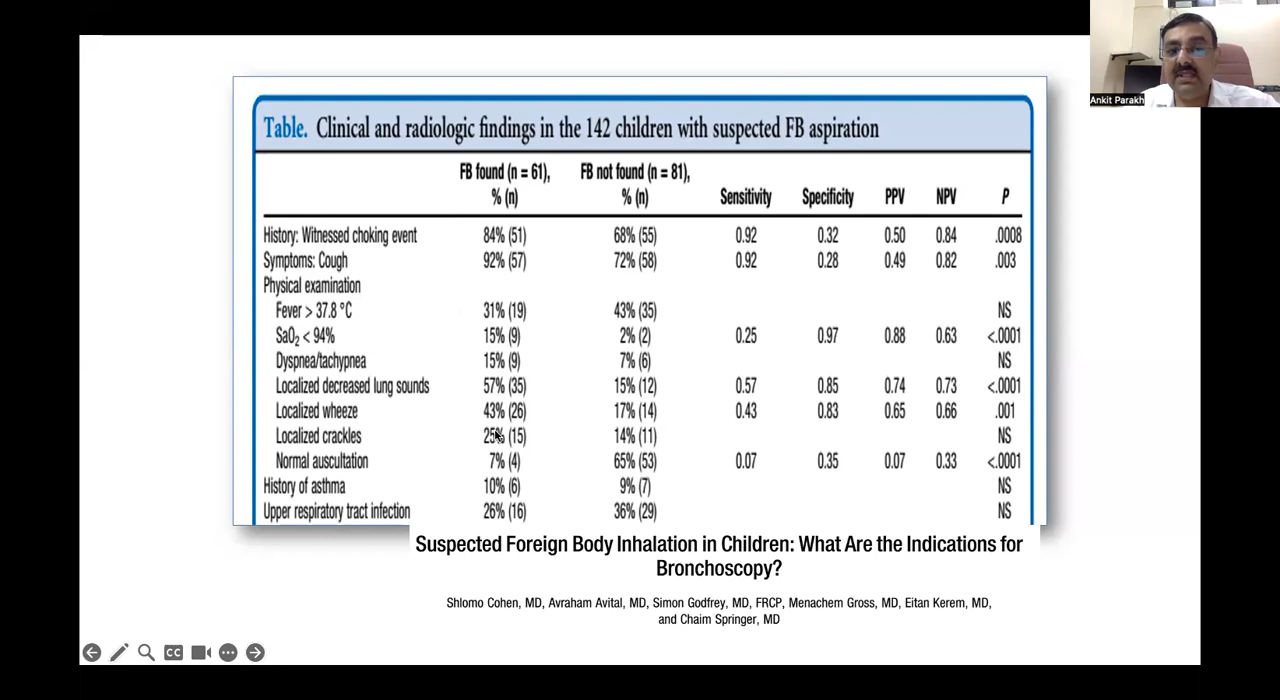 Ankit Parakh
Table. Clinical and radiologic findings in the 142 children with suspected FB aspiration
FB found (n = 61), FB not found (n = 81),
% (n) % (n) Sensitivity Specificity PPV NPV P
History: Witnessed choking event 84% (51) 68% (55) 0.92 0.32 0.50 0.84 .0008
Symptoms: Cough 92% (57) 72% (58) 0.92 0.28 0.49 0.82 .003
Physical examination
Fever > 37.8 °C 31% (19) 43% (35) NS
SaO₂ < 94% 15% (9) 2% (2) 0.25 0.97 0.88 0.63 <.0001
Dyspnea/tachypnea 15% (9) 7% (6) NS
Localized decreased lung sounds 57% (35) 15% (12) 0.57 0.85 0.74 0.73 <.0001
Localized wheeze 43% (26) 17% (14) 0.43 0.83 0.65 0.66 .001
Localized crackles 25% (15) 14% (11) NS
Normal auscultation 7% (4) 65% (53) 0.07 0.35 0.07 0.33 <.0001
History of asthma 10% (6) 9% (7) NS
Upper respiratory tract infection 26% (16) 36% (29) NS
Suspected Foreign Body Inhalation in Children: What Are the Indications for
Bronchoscopy?
Shlomo Cohen, MD, Avraham Avital, MD, Simon Godfrey, MD, FRCP, Menachem Gross, MD, Eitan Kerem, MD,
and Chaim Springer, MD
CC